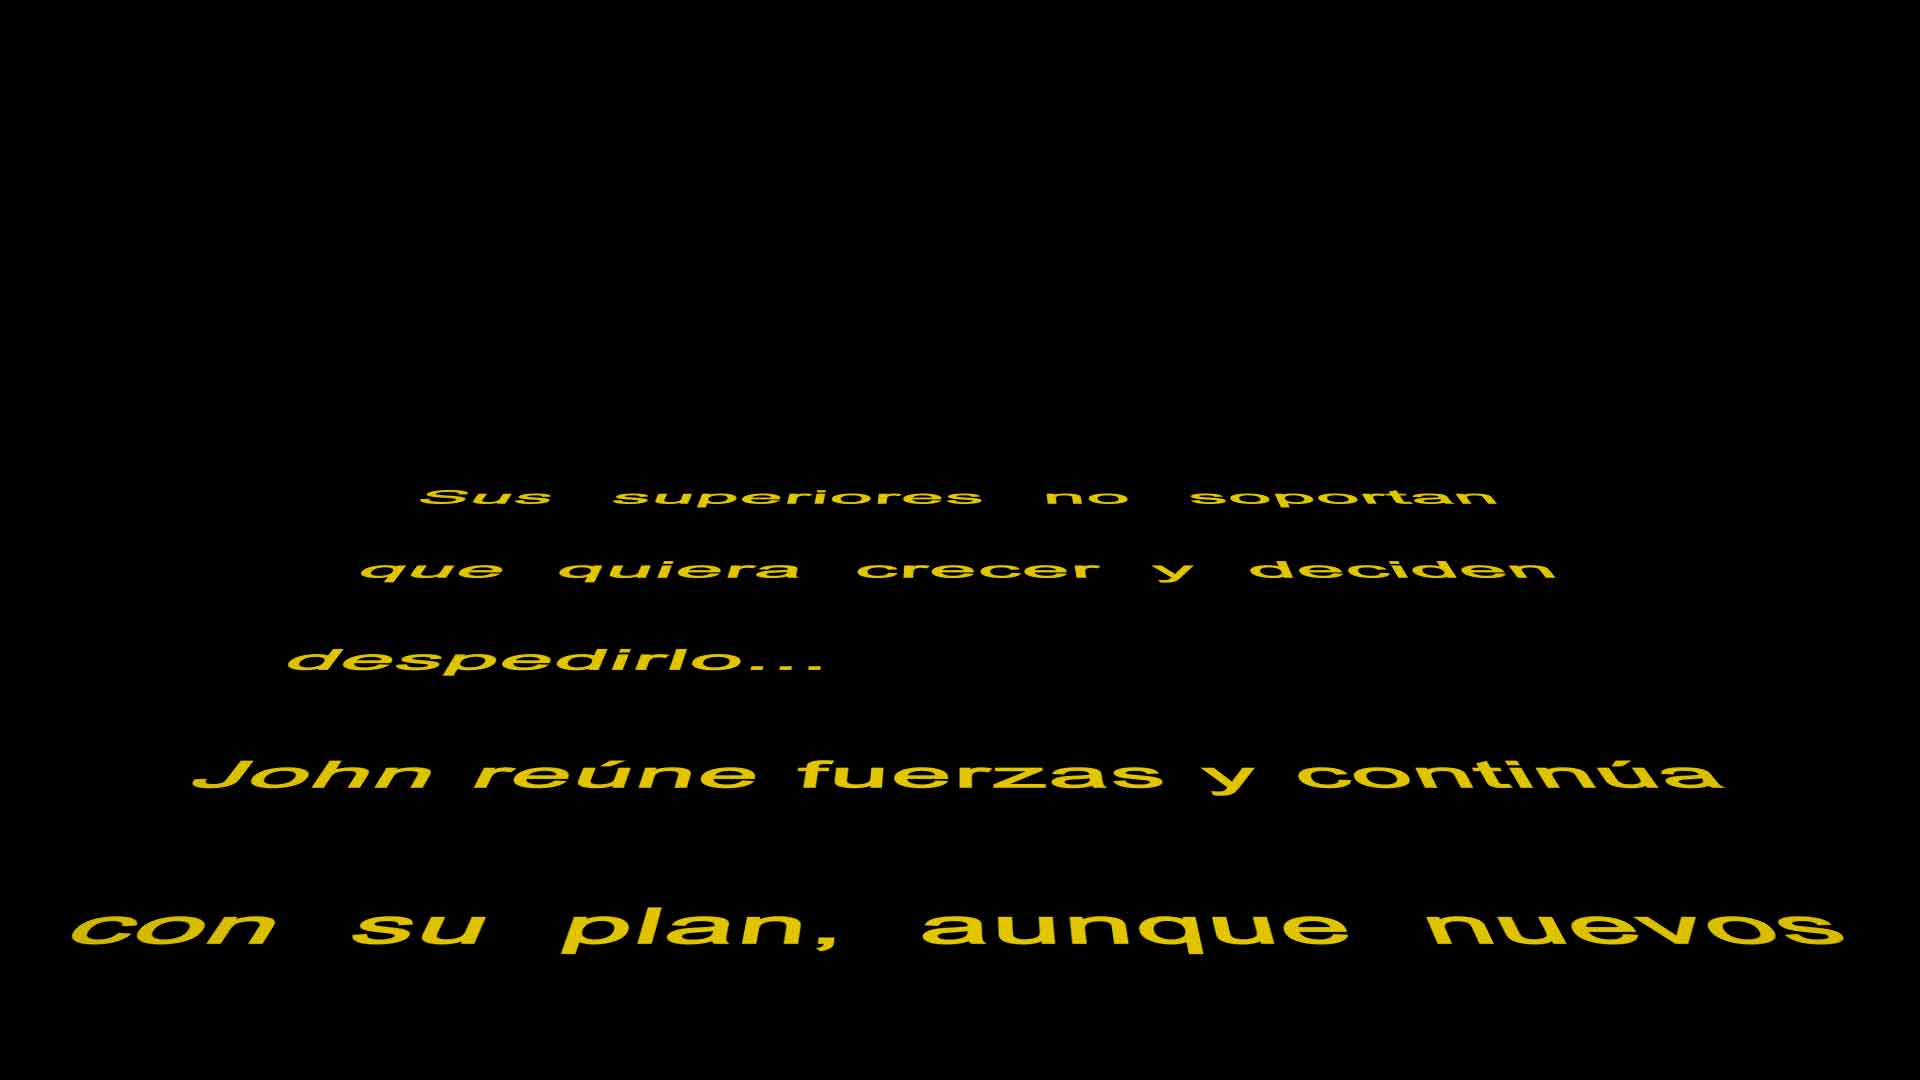 Sus superiores no soportan
que quiera crecer y deciden
despedirlo...
John reúne fuerzas y continúa
con su plan, aunque nuevos